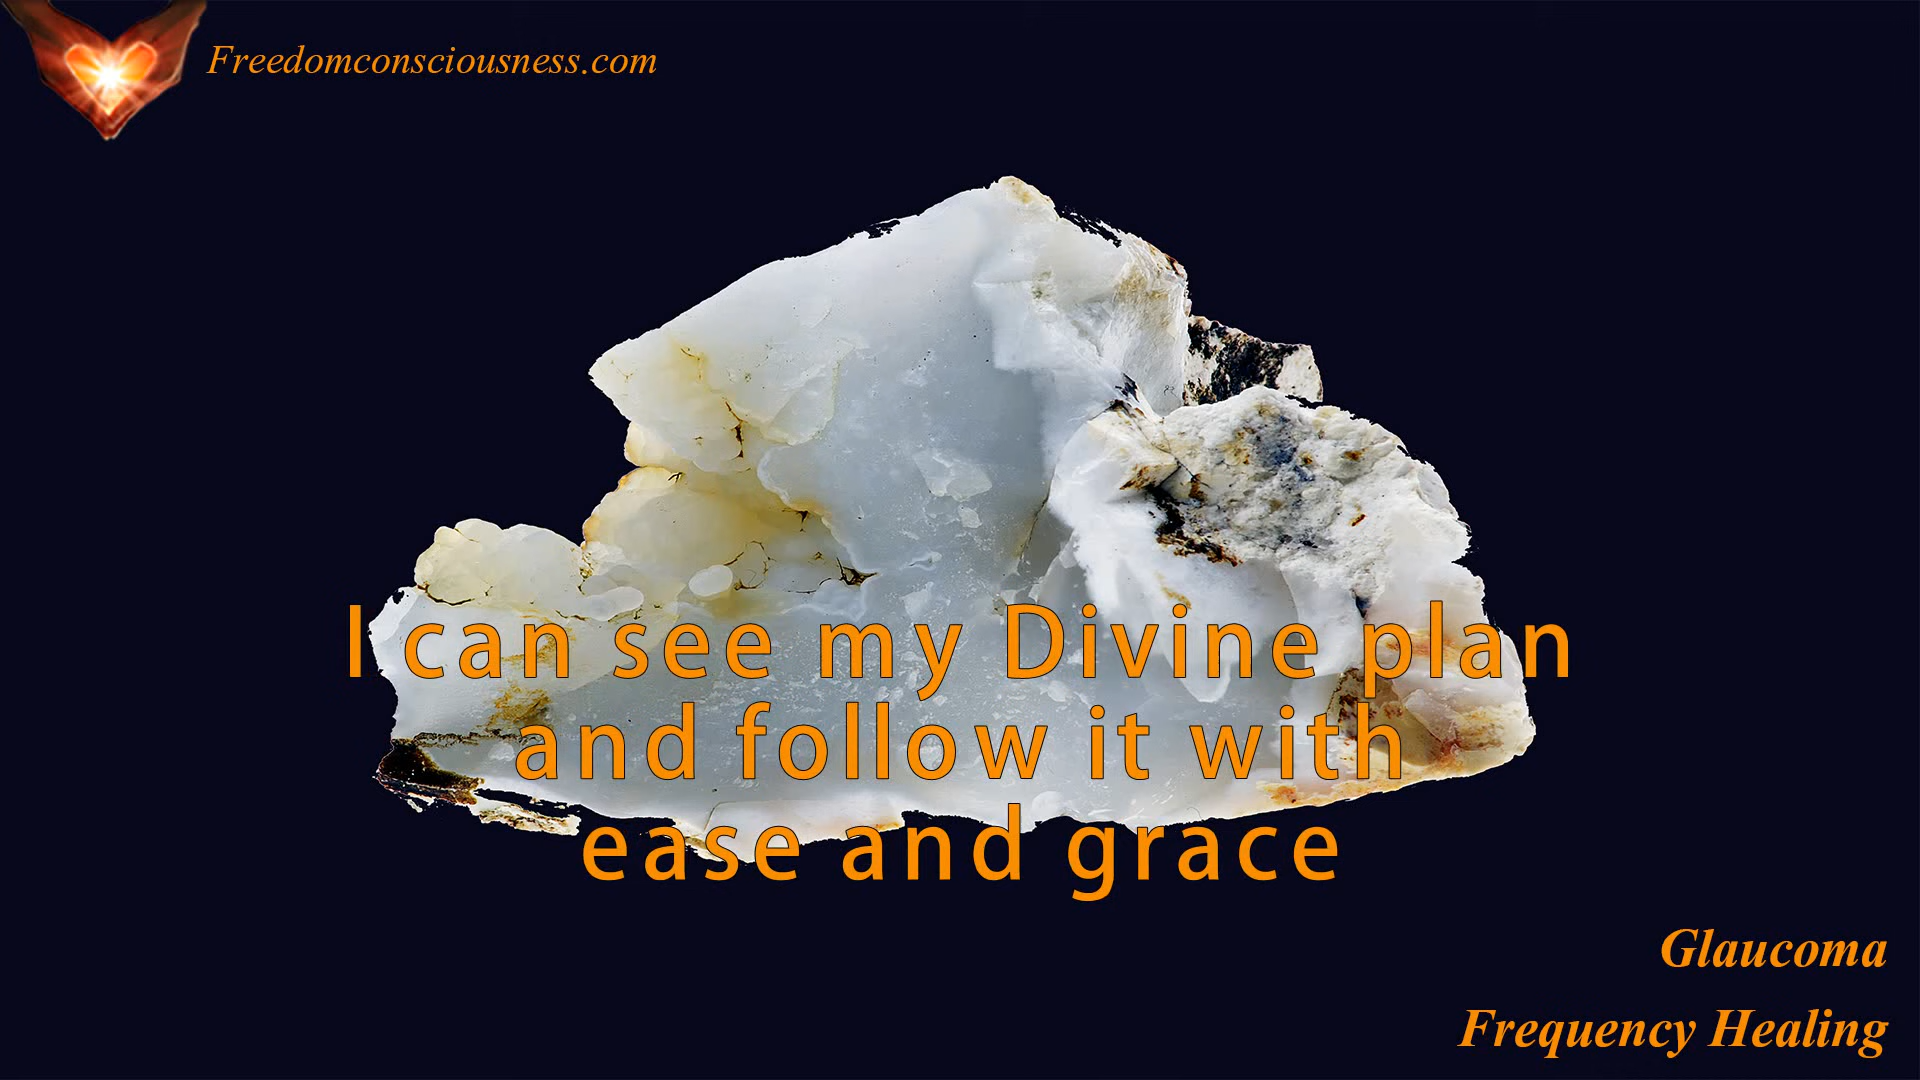 Freedomconsciousness.com
I can see my Divine plan
and follow it with
ease and grace
Glaucoma
Frequency Healing